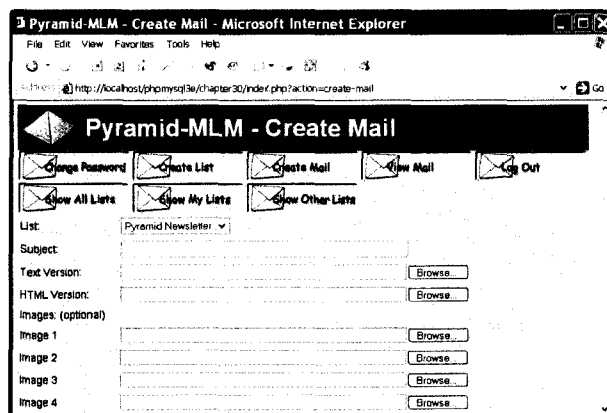 Pyramid-MLM - Create Mail - Microsoft Internet Explorer
File Edit View Favorites Tools Help
Address http://localhost/phpmysql3e/chapter30/index.php?action=create-mail Go
Pyramid-MLM - Create Mail
Change Password Create List Create Mail View Mail Log Out
Show All Lists Show My Lists Show Other Lists
List: Pyramid Newsletter
Subject:
Text Version: Browse...
HTML Version: Browse...
Images: (optional)
Image 1 Browse...
Image 2 Browse...
Image 3 Browse...
Image 4 Browse...